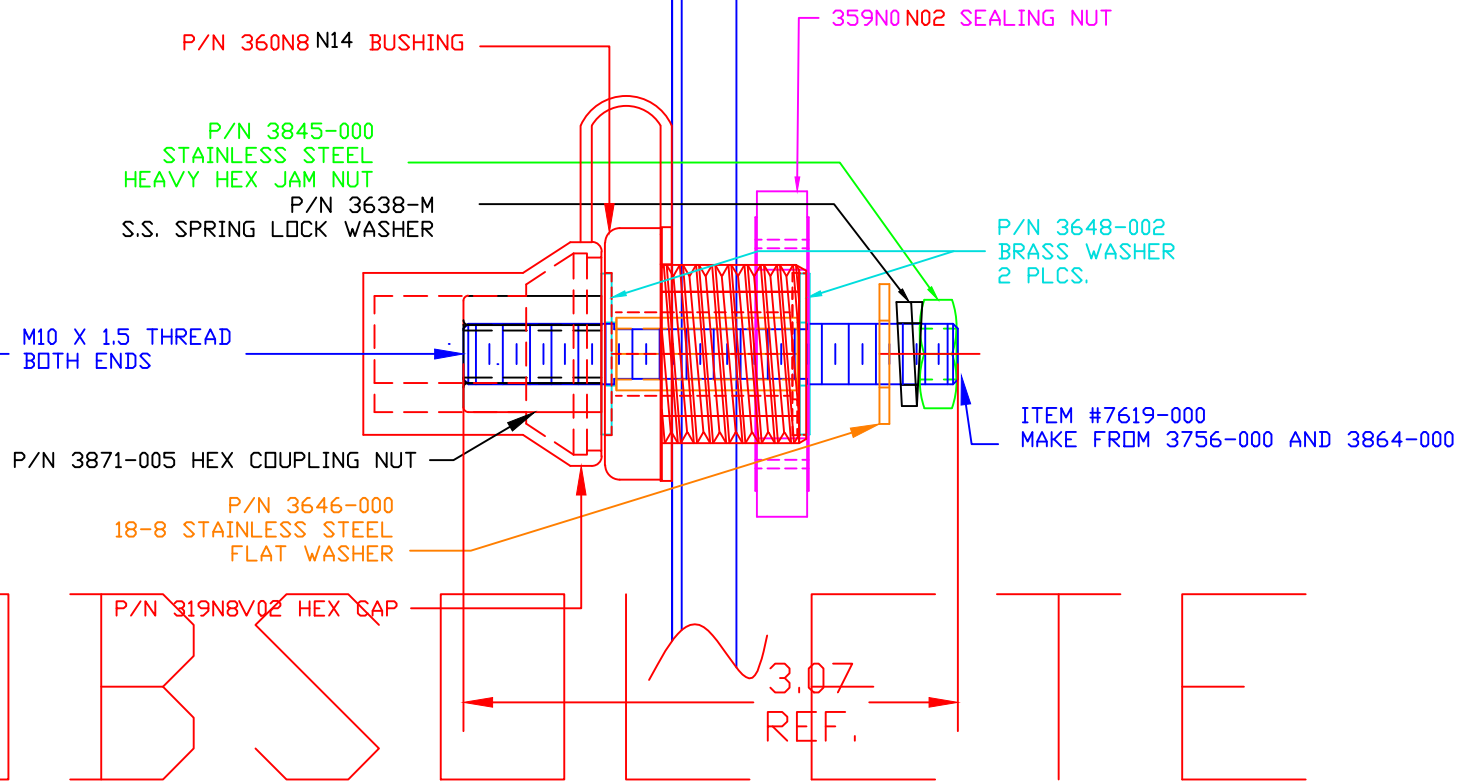 359N0 N02 SEALING NUT
P/N 360N8 N14 BUSHING
P/N 3845-000
STAINLESS STEEL
HEAVY HEX JAM NUT
P/N 3638-M
S.S. SPRING LOCK WASHER
P/N 3648-002
BRASS WASHER
2 PLCS.
M10 X 1.5 THREAD
BOTH ENDS
ITEM #7619-000
MAKE FROM 3756-000 AND 3864-000
P/N 3871-005 HEX COUPLING NUT
P/N 3646-000
18-8 STAINLESS STEEL
FLAT WASHER
P/N 319N8V02 HEX CAP
3.07
REF.
OBSOLETE